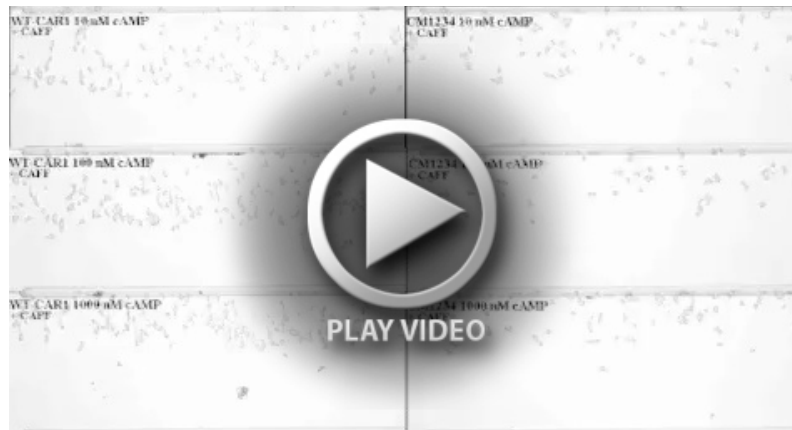 WT-CAR1 10 nM cAMP
+ CAFF
CM1234 10 nM cAMP
+ CAFF
WT-CAR1 100 nM cAMP
+ CAFF
CM1234 nM cAMP
+ CAFF
WT-CAR1 1000 nM cAMP
+ CAFF
1234 1000 nM cAMP
+ CAFF
PLAY VIDEO